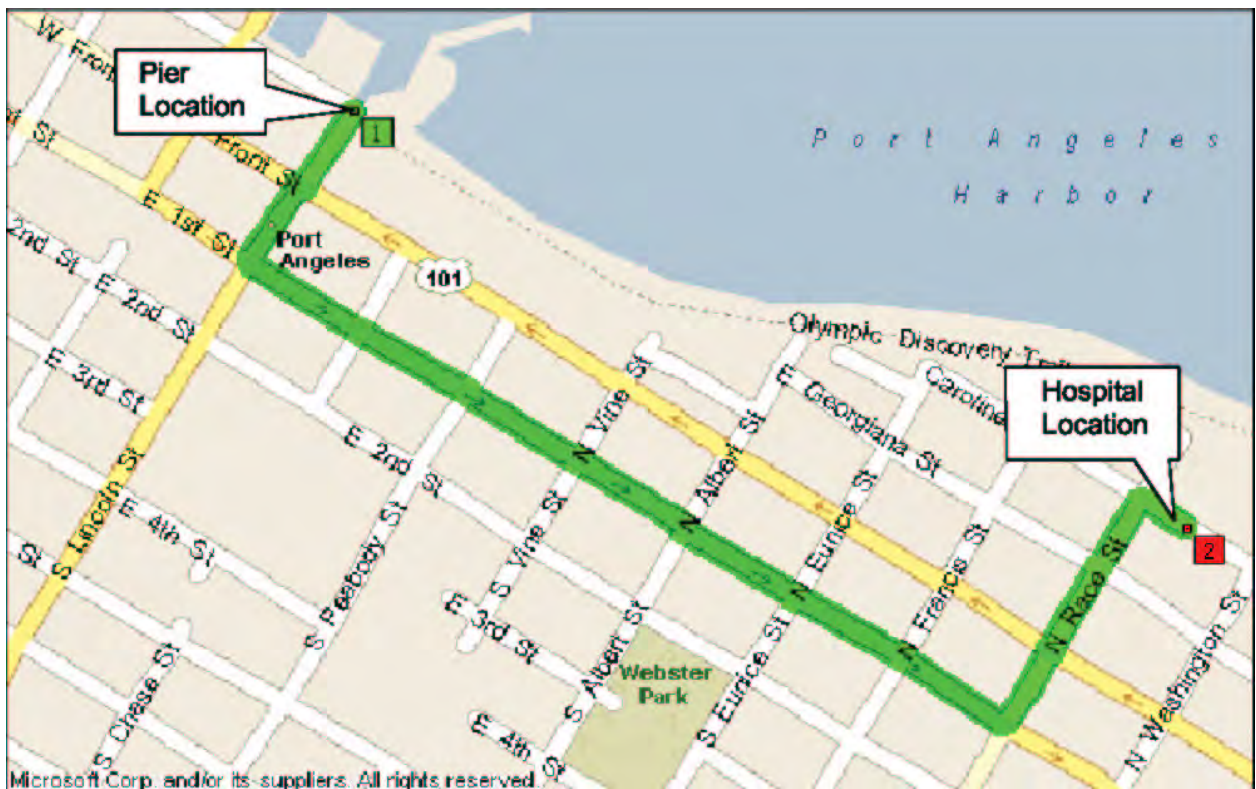 W Front
Pier
Location
1
Front St
St
E 1st St
Port
Angeles
101
Port Angeles
Harbor
2nd St
E 2nd St
E 3rd St
E 2nd St
S Lincoln St
E 4th St
St
S Peabody St
S Chase St
N Vine St
S Vine St
E 3rd St
E 4th St
N Albert St
S Albert St
Webster
Park
Olympic Discovery Trail
E Georgiana St
Caroline
Hospital
Location
2
N Eunice St
S Eunice St
N France St
N Race St
N Washington St
Microsoft Corp. and/or its suppliers. All rights reserved.